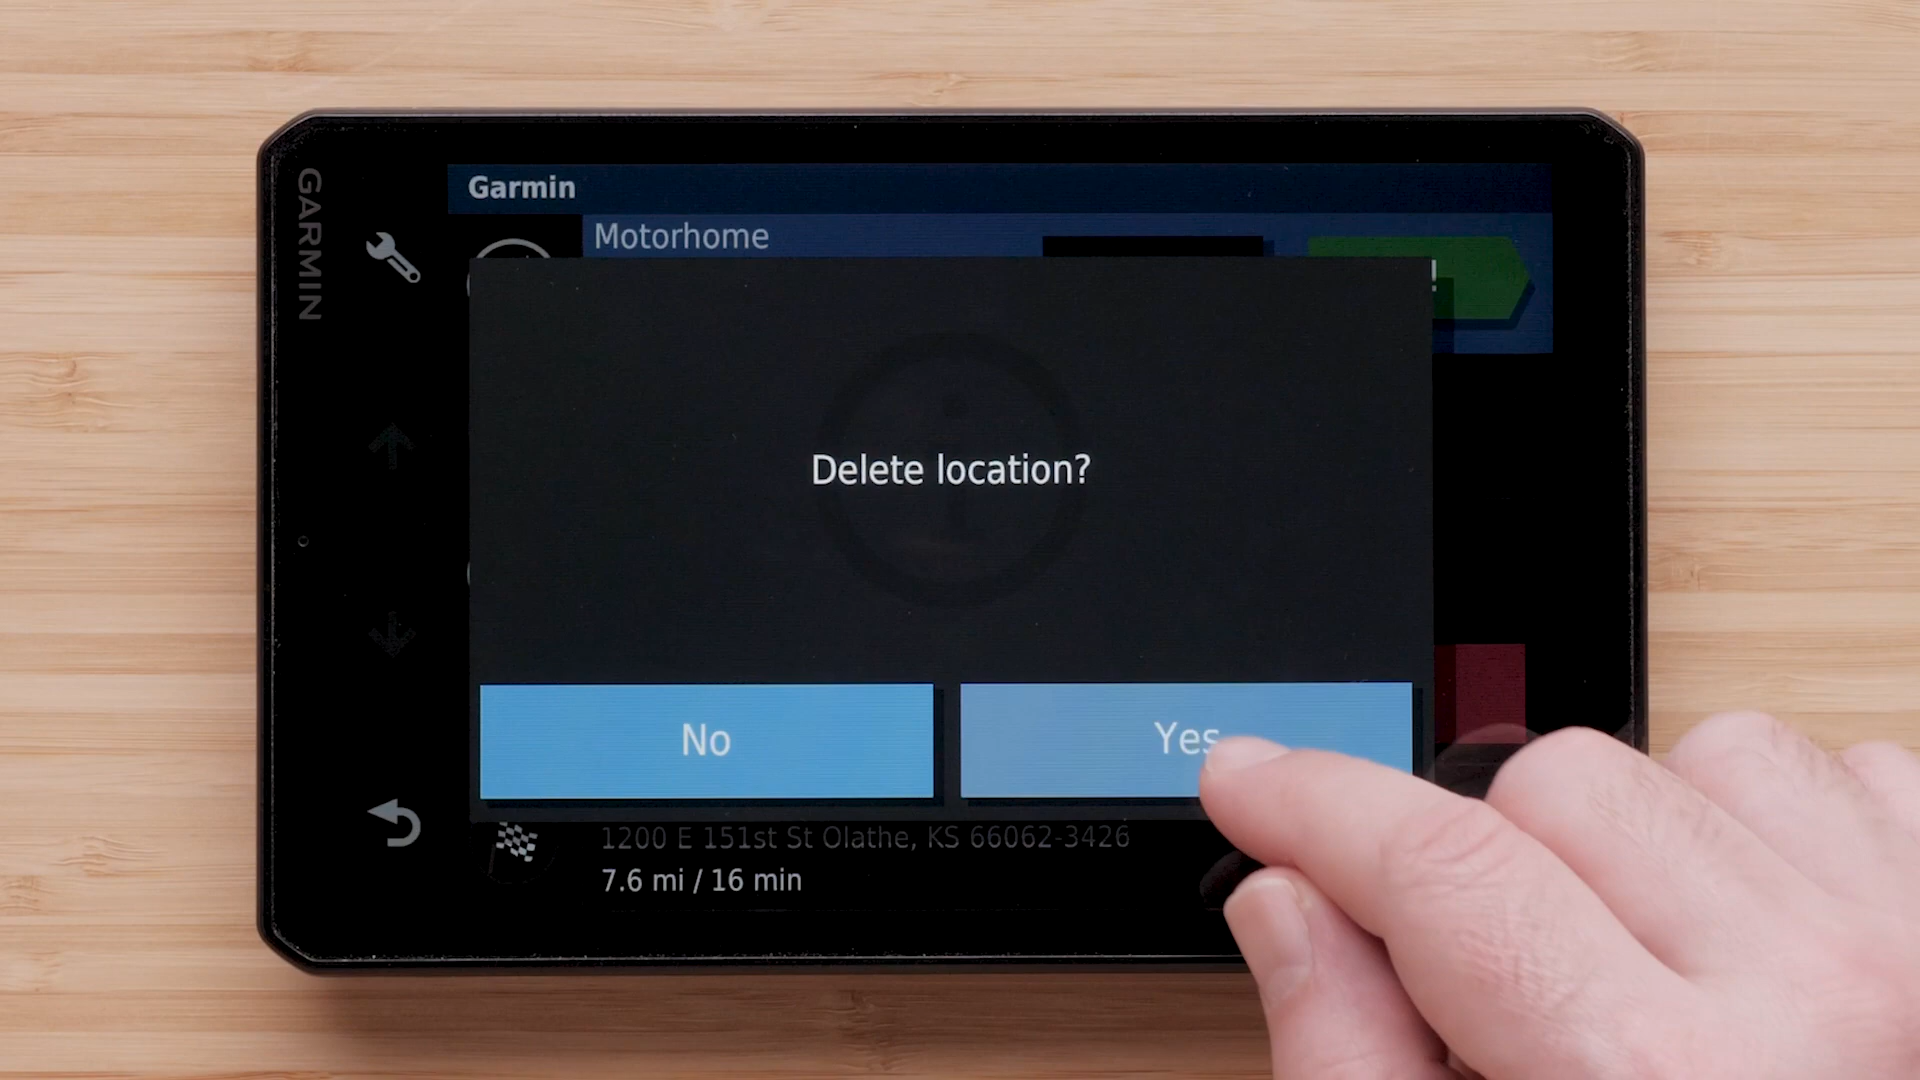 GARMIN
Garmin
Motorhome
!
Delete location?
No
Yes
1200 E 151st St Olathe, KS 66062-3426
7.6 mi / 16 min